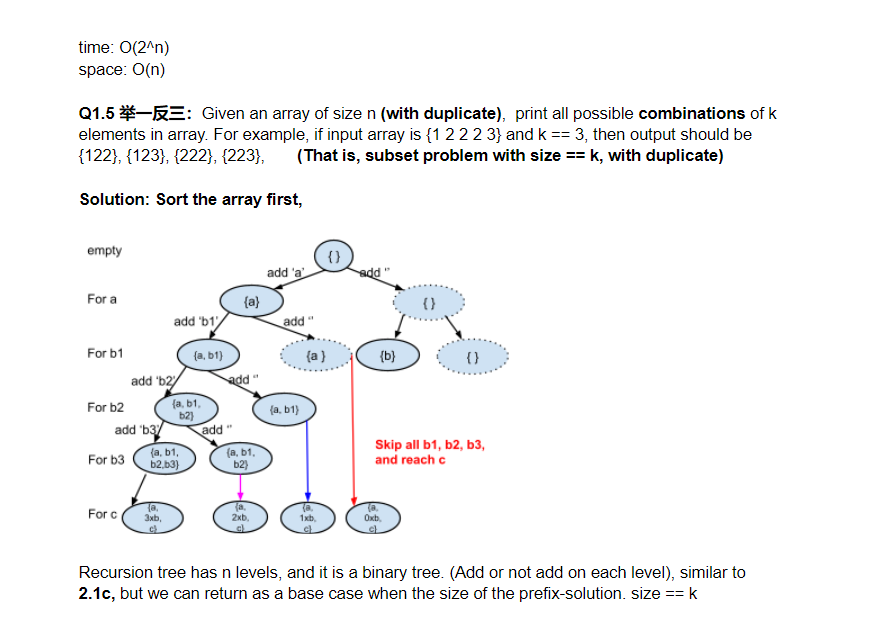 time: O(2^n)
space: O(n)
Q1.5 举一反三: Given an array of size n (with duplicate), print all possible combinations of k
elements in array. For example, if input array is {1 2 2 2 3} and k == 3, then output should be
{122}, {123}, {222}, {223}, (That is, subset problem with size == k, with duplicate)
Solution: Sort the array first,
empty
{ }
add 'a'
add ''
For a
{a}
{ }
add 'b1'
add ''
For b1
{a, b1}
{a }
{b}
{ }
add 'b2'
add ''
For b2
{a, b1,
b2}
{a, b1}
add 'b3'
add ''
For b3
{a, b1,
b2,b3}
{a, b1,
b2}
Skip all b1, b2, b3,
and reach c
For c
{a,
3xb,
c}
{a,
2xb,
c}
{a,
1xb,
c}
{a,
0xb,
c}
Recursion tree has n levels, and it is a binary tree. (Add or not add on each level), similar to
2.1c, but we can return as a base case when the size of the prefix-solution. size == k